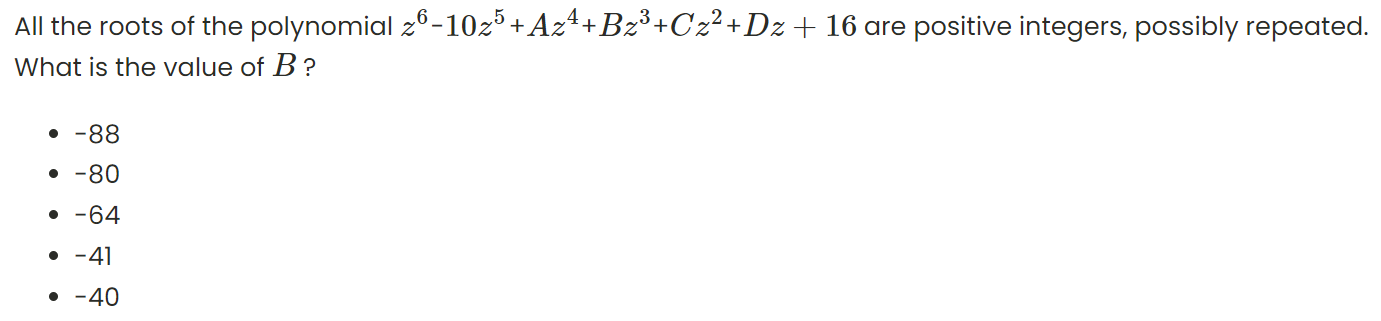 All the roots of the polynomial $z^6-10z^5+Az^4+Bz^3+Cz^2+Dz+16$ are positive integers, possibly repeated.
What is the value of $B$?
• -88
• -80
• -64
• -41
• -40